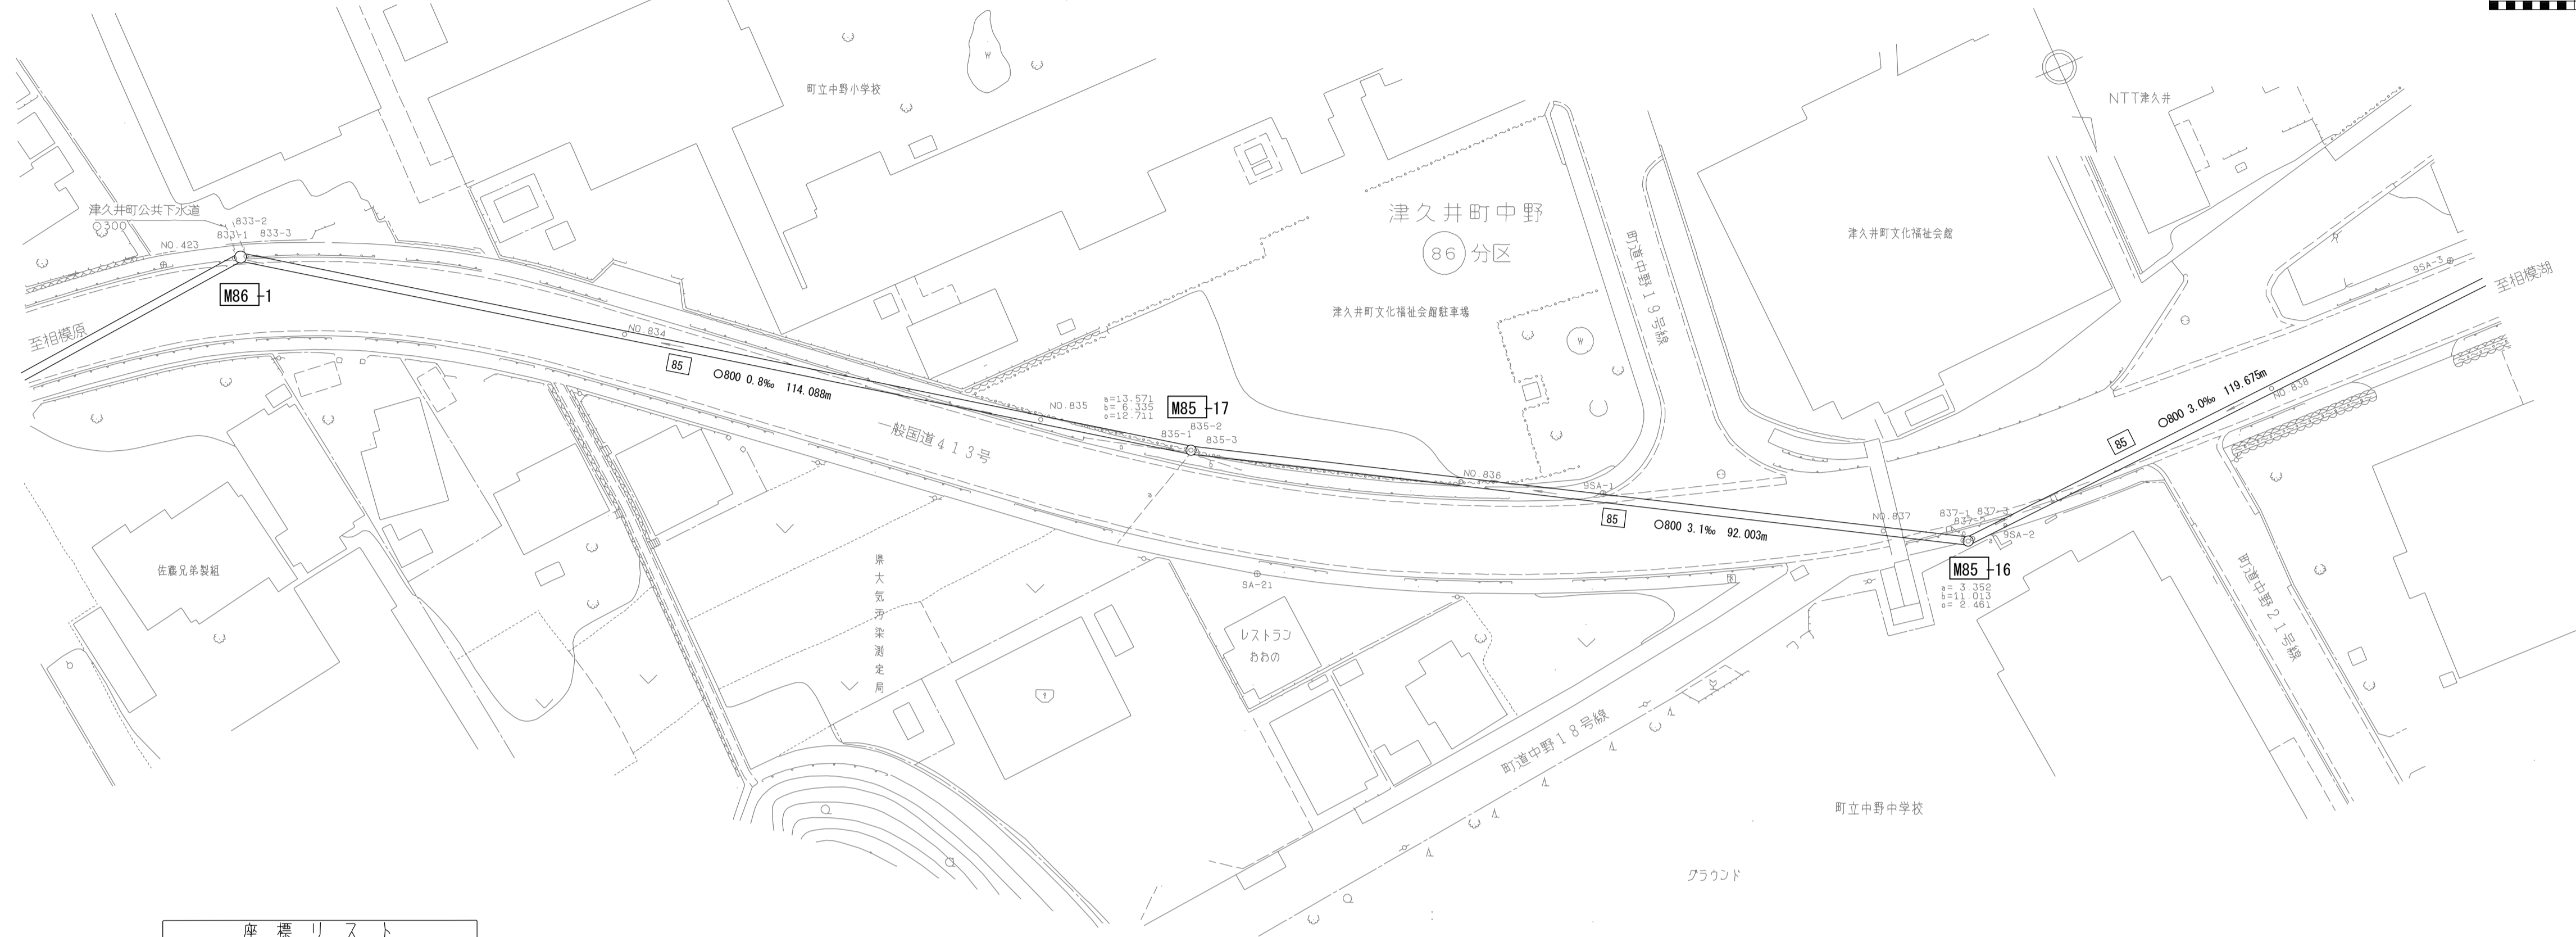 町立中野小学校
W
NTT津久井
津久井町公共下水道
○300
833-2
833-1
833-3
NO.423
M86 -1
至相模原
津久井町中野
86 分区
町道中野19号線
津久井町文化福祉会館
津久井町文化福祉会館駐車場
W
9SA-3
至相模湖
NO.834
85
○800 0.8‰ 114.088m
NO.835
a=13.571
b= 6.335
c=12.711
M85 -17
835-2
835-1
835-3
一般国道413号
b
a
NO.836
9SA-1
85
○800 3.1‰ 92.003m
NO.837
837-1
837-3
9SA-2
M85 -16
a= 3.352
b=11.013
c= 2.461
85
○800 3.0‰ 119.675m
NO.838
町道中野21号線
県大気汚染測定局
SA-21
レストラン
おおの
町道中野18号線
町立中野中学校
グラウンド
座標リスト